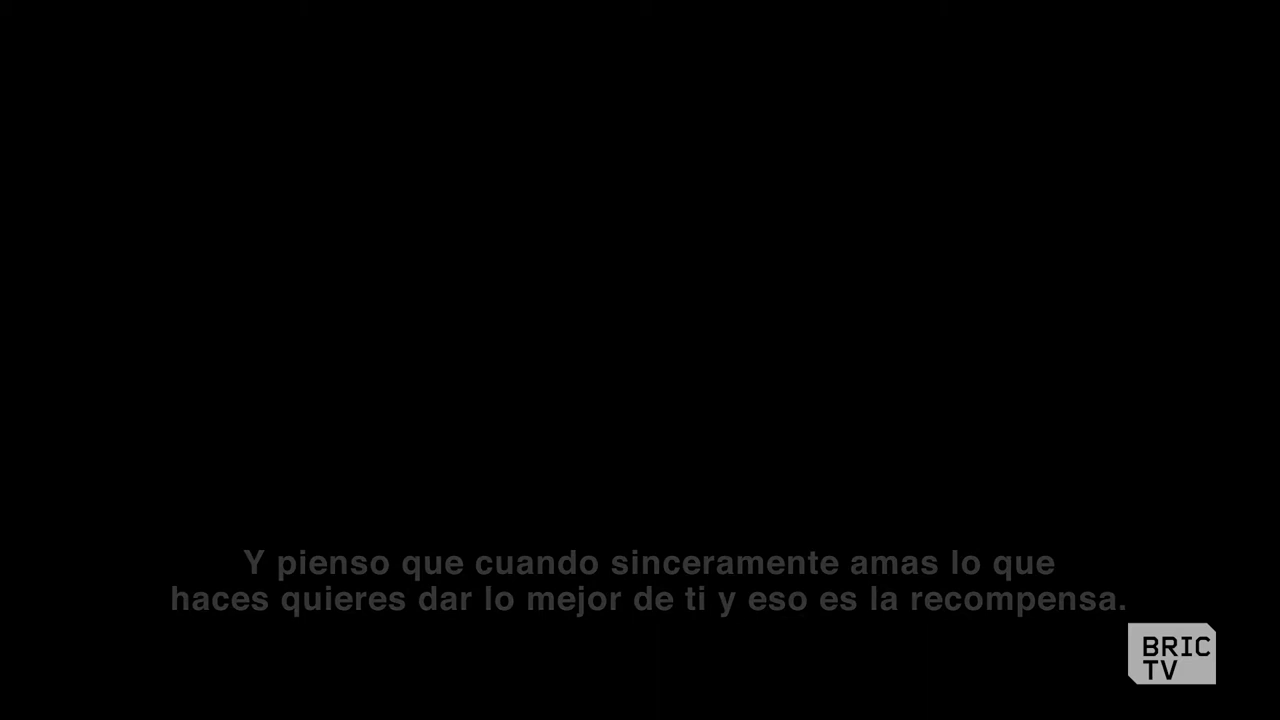 Y pienso que cuando sinceramente amas lo que
haces quieres dar lo mejor de ti y eso es la recompensa.
BRIC
TV